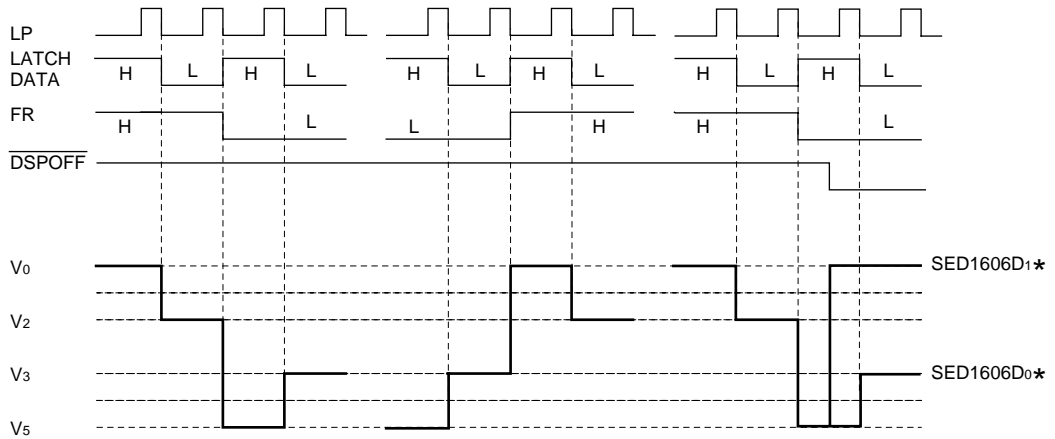 LP
LATCH DATA
H L H L H L H L H L H L
FR
H L L H H L
DSPOFF
V0 SED1606D1*
V2
V3 SED1606D0*
V5